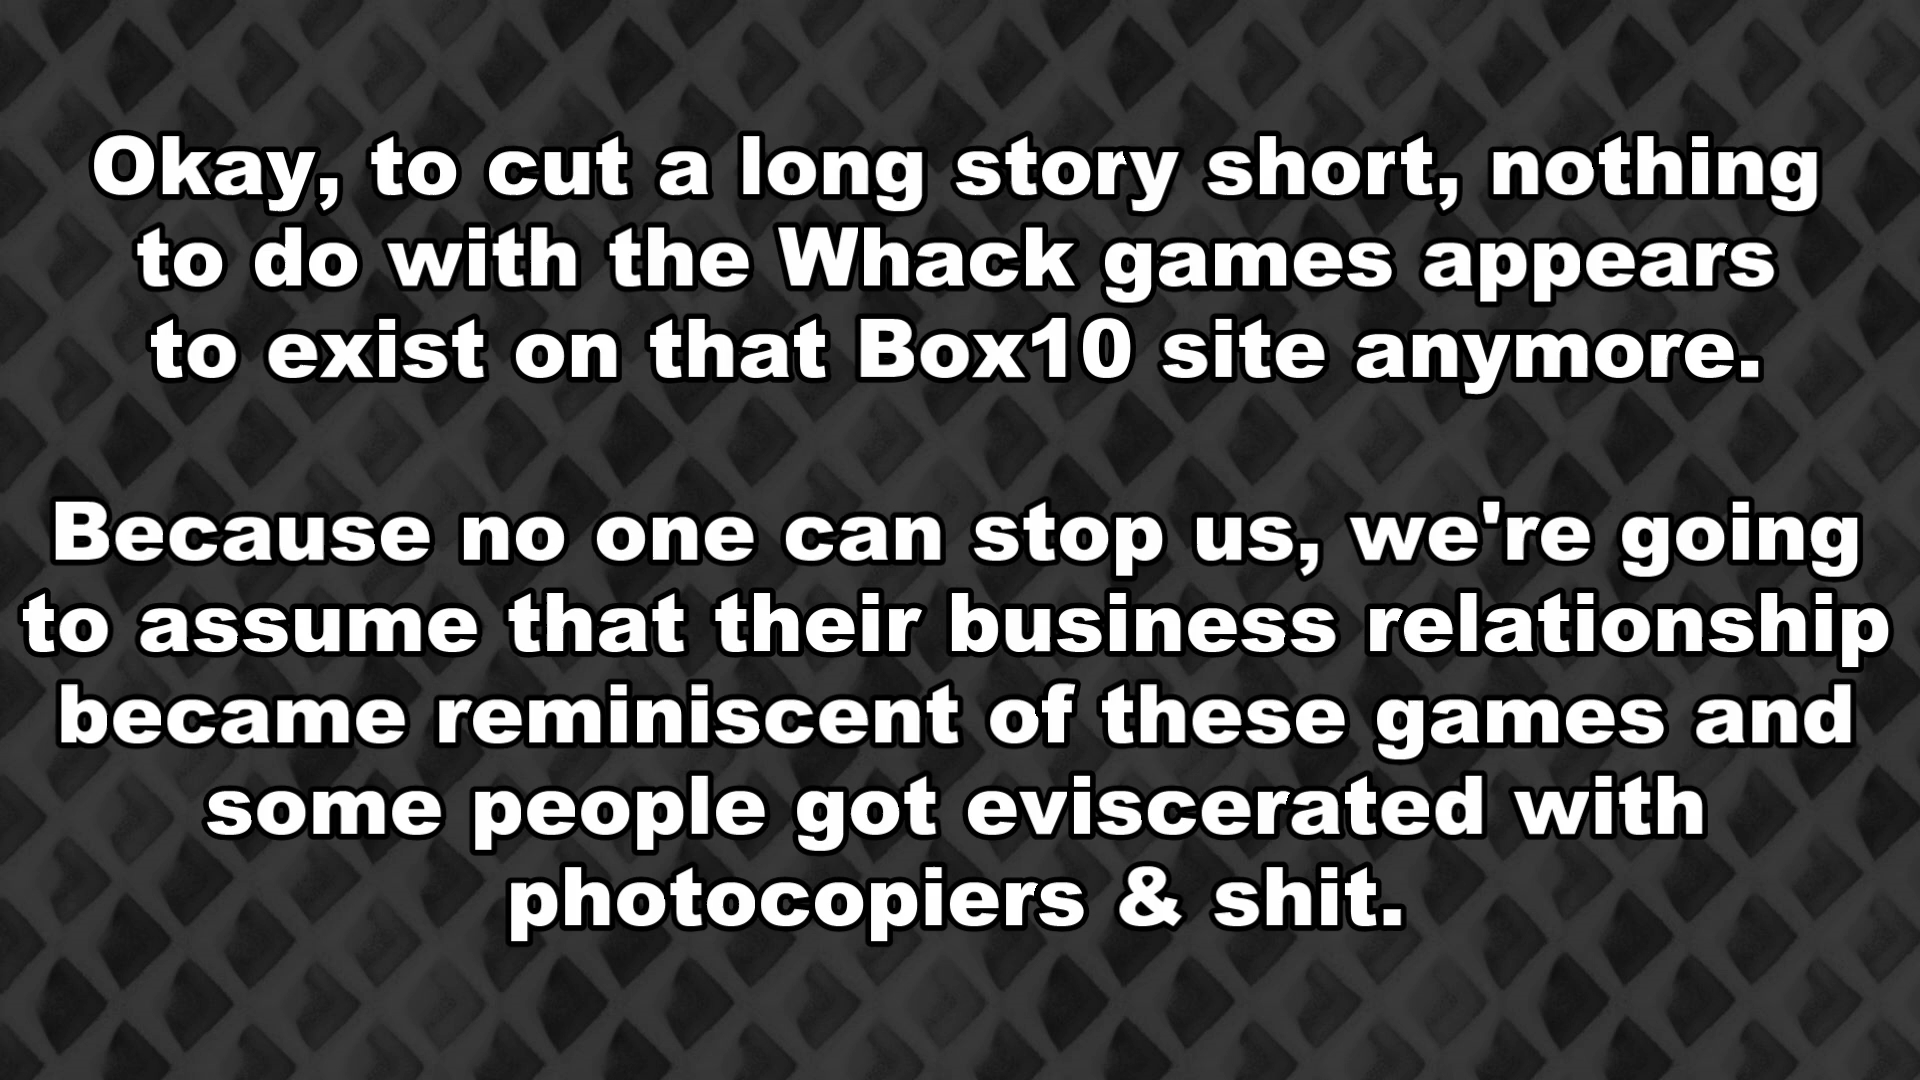 Okay, to cut a long story short, nothing
to do with the Whack games appears
to exist on that Box10 site anymore.
Because no one can stop us, we're going
to assume that their business relationship
became reminiscent of these games and
some people got eviscerated with
photocopiers & shit.